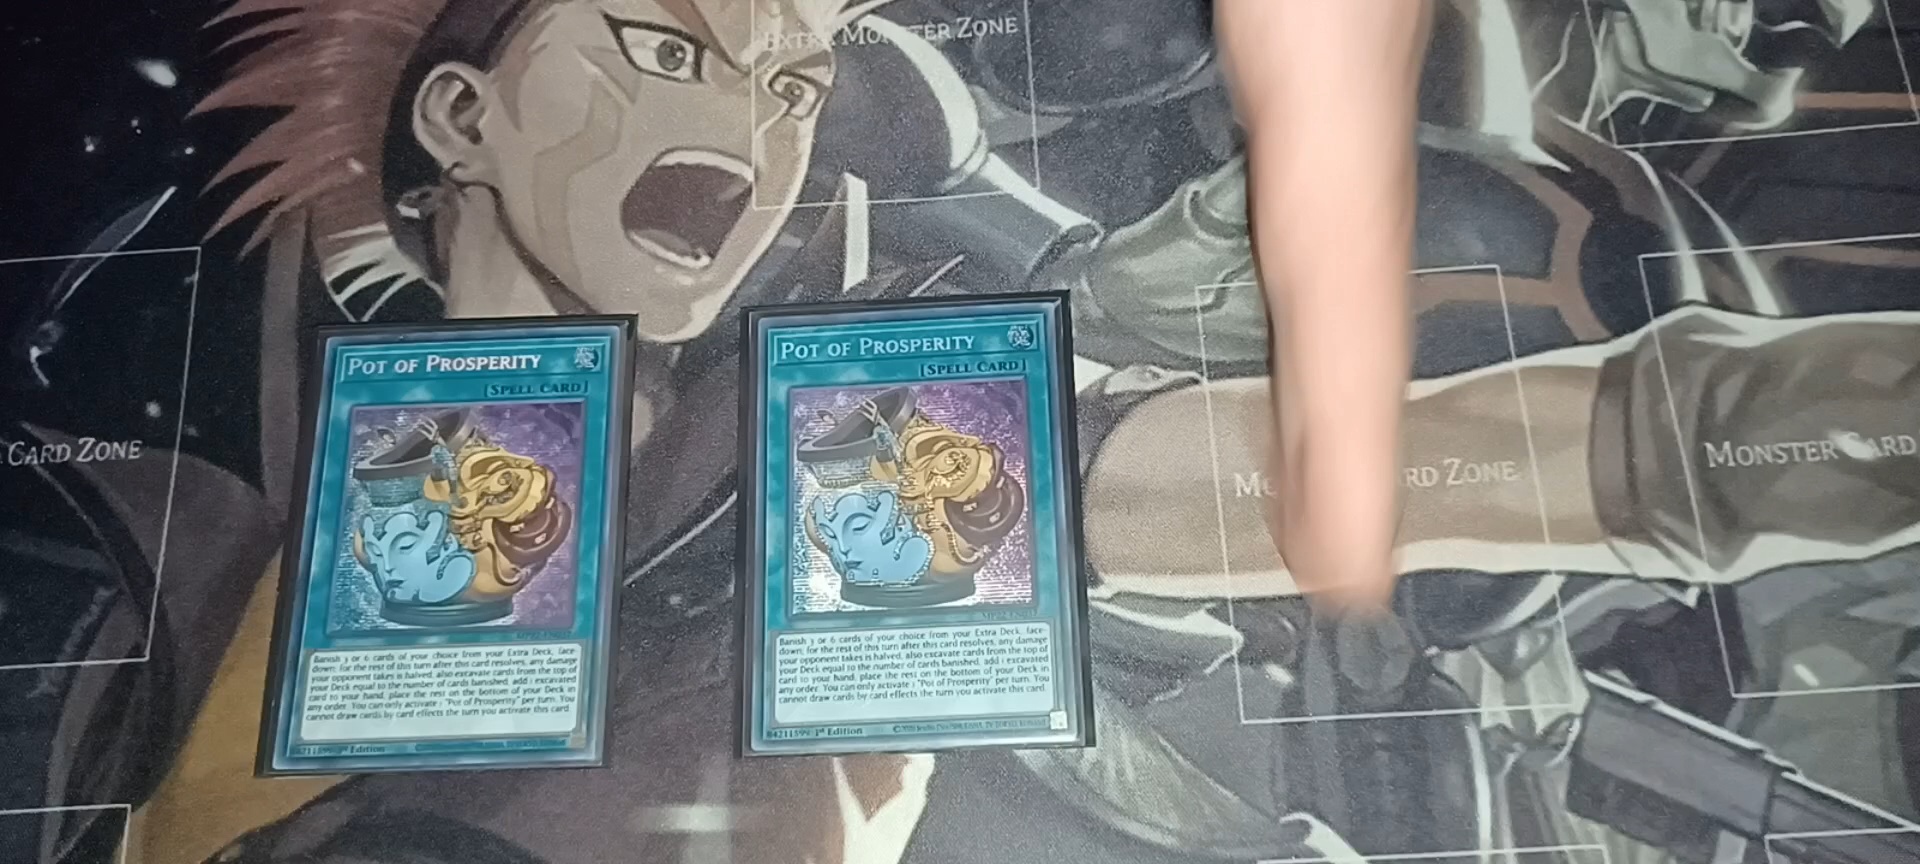 EXTRA MONSTER ZONE
CARD ZONE
POT OF PROSPERITY
[SPELL CARD]
Banish 3 or 6 cards of your choice from your Extra Deck, face-
down; for the rest of this turn after this card resolves, any damage
your opponent takes is halved, also excavate cards from the top of
your Deck equal to the number of cards banished, add 1 excavated
card to your hand, place the rest on the bottom of your Deck in
any order. You can only activate 1 "Pot of Prosperity" per turn. You
cannot draw cards by card effects the turn you activate this card.
1st Edition
POT OF PROSPERITY
[SPELL CARD]
Banish 3 or 6 cards of your choice from your Extra Deck, face-
down; for the rest of this turn after this card resolves, any damage
your opponent takes is halved, also excavate cards from the top of
your Deck equal to the number of cards banished, add 1 excavated
card to your hand, place the rest on the bottom of your Deck in
any order. You can only activate 1 "Pot of Prosperity" per turn. You
cannot draw cards by card effects the turn you activate this card.
84211599 1st Edition
RD ZONE
MONSTER CARD